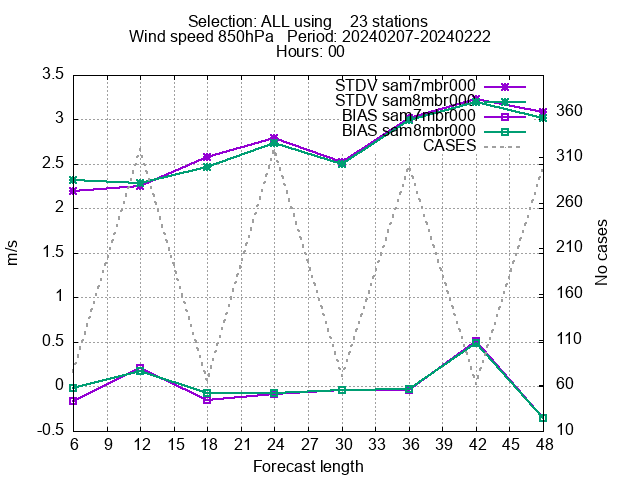 Selection: ALL using 23 stations
Wind speed 850hPa Period: 20240207-20240222
Hours: 00
STDV sam7mbr000
STDV sam8mbr000
BIAS sam7mbr000
BIAS sam8mbr000
CASES
3.5
3
2.5
2
1.5
1
0.5
0
-0.5
m/s
360
310
260
210
160
110
60
10
No cases
6 9 12 15 18 21 24 27 30 33 36 39 42 45 48
Forecast length